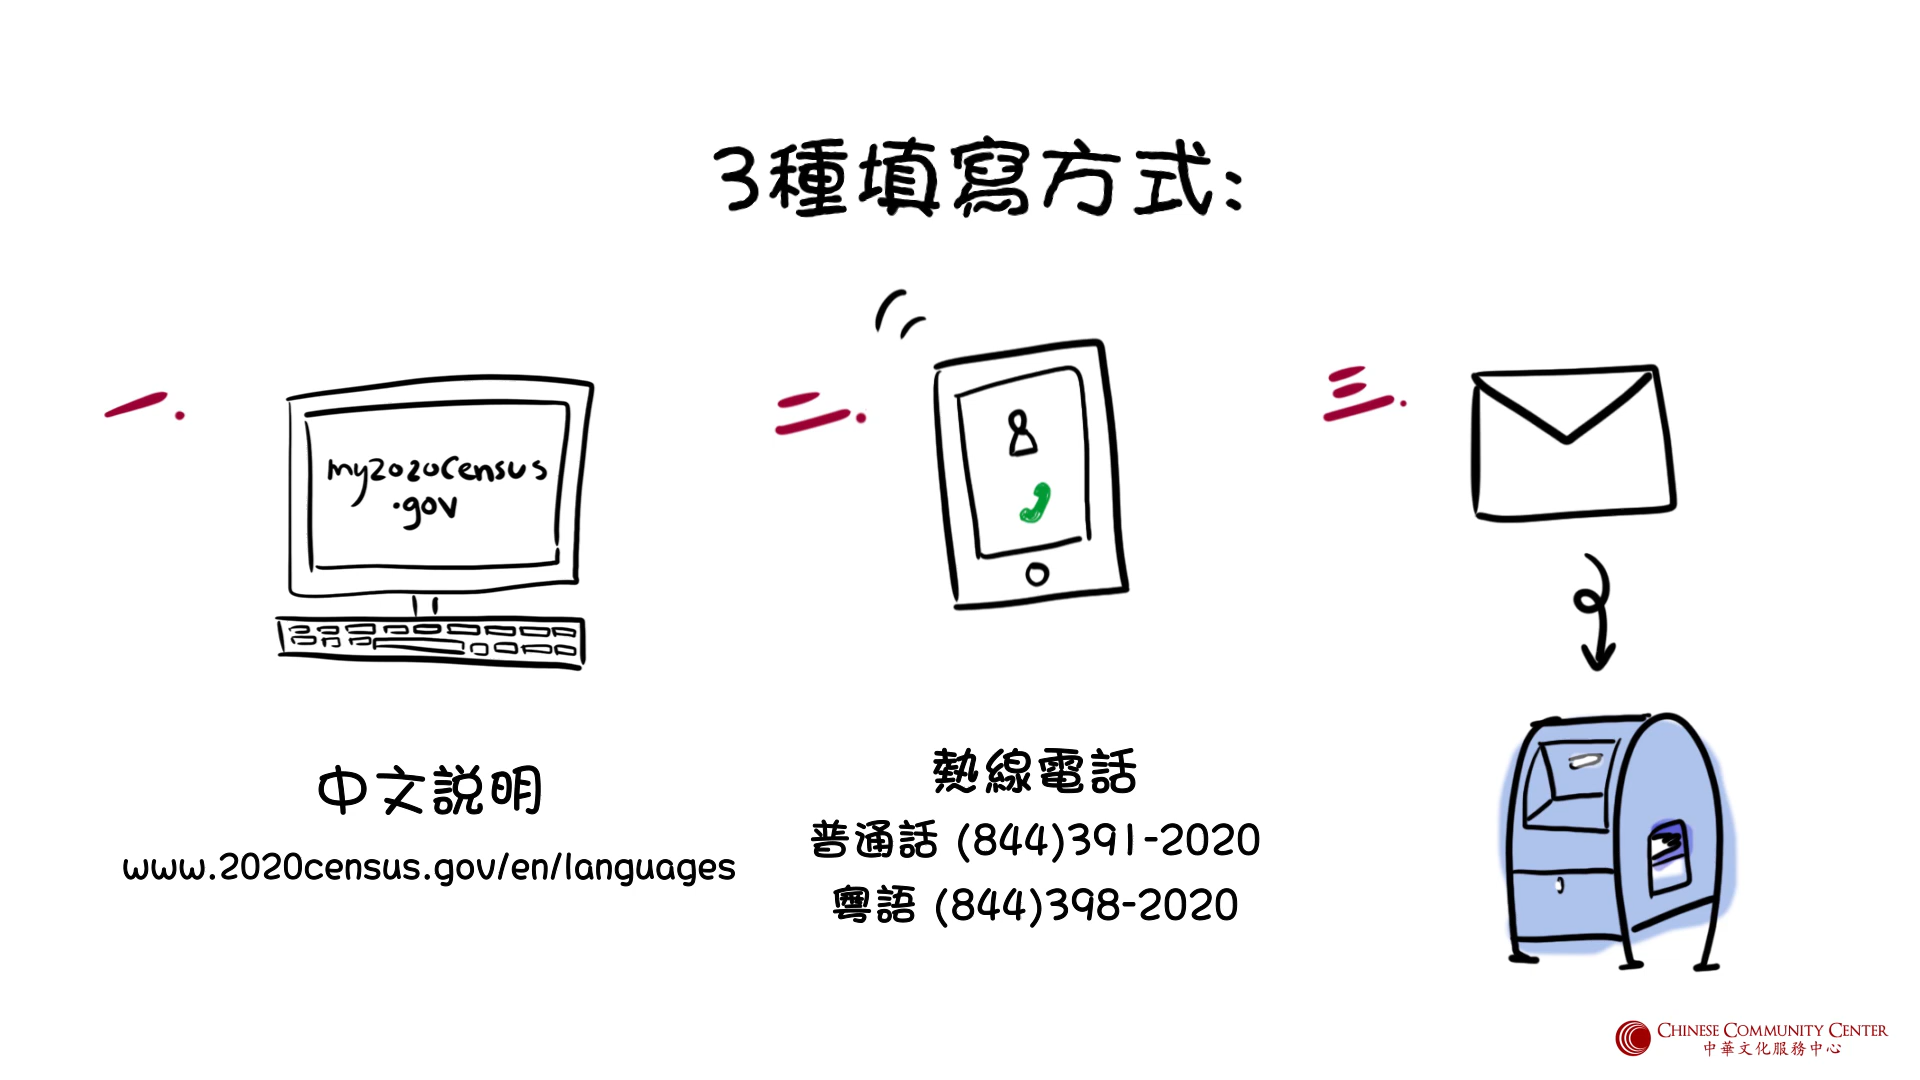 3種填寫方式:
一.
my2020Census
.gov
中文説明
www.2020census.gov/en/languages
二.
熱線電話
普通話 (844)391-2020
粵語 (844)398-2020
三.
CHINESE COMMUNITY CENTER
中華文化服務中心